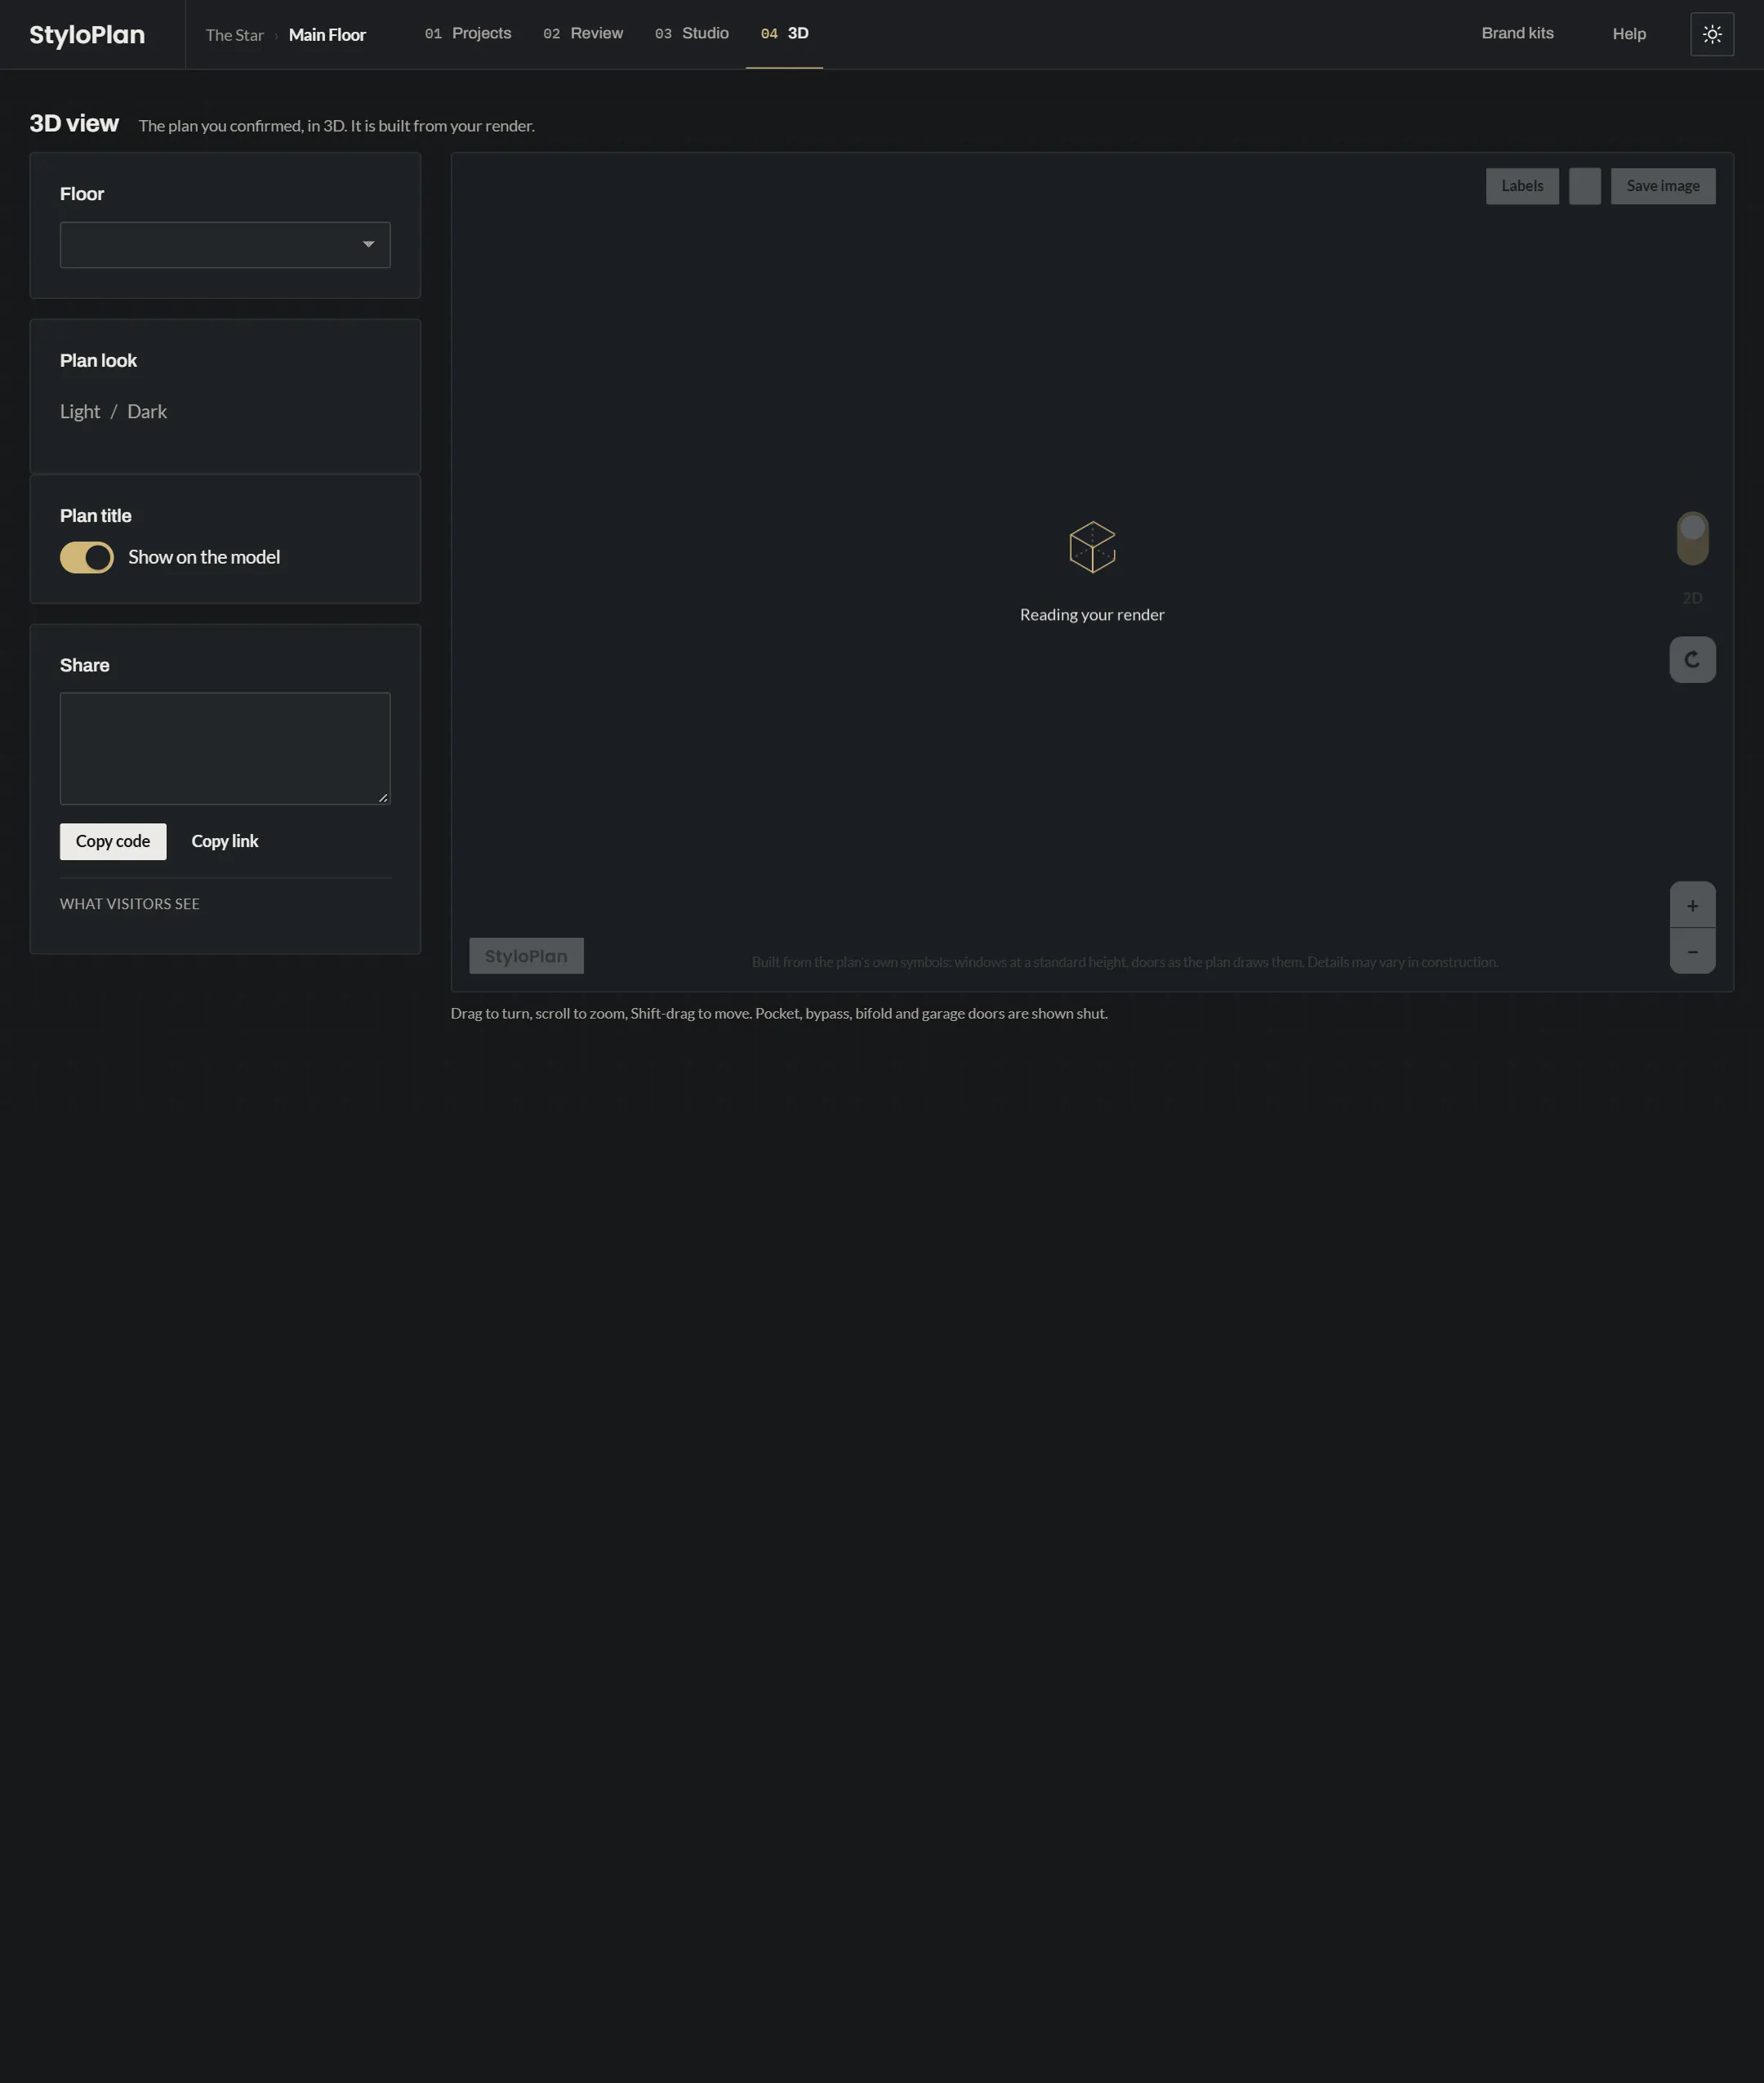 StyloPlan
The Star › Main Floor
01 Projects
02 Review
03 Studio
04 3D
Brand kits
Help
3D view
The plan you confirmed, in 3D. It is built from your render.
Floor
Plan look
Light / Dark
Plan title
Show on the model
Share
Copy code
Copy link
WHAT VISITORS SEE
Labels
Save image
Reading your render
2D
+
−
StyloPlan
Built from the plan's own symbols: windows at a standard height, doors as the plan draws them. Details may vary in construction.
Drag to turn, scroll to zoom, Shift-drag to move. Pocket, bypass, bifold and garage doors are shown shut.